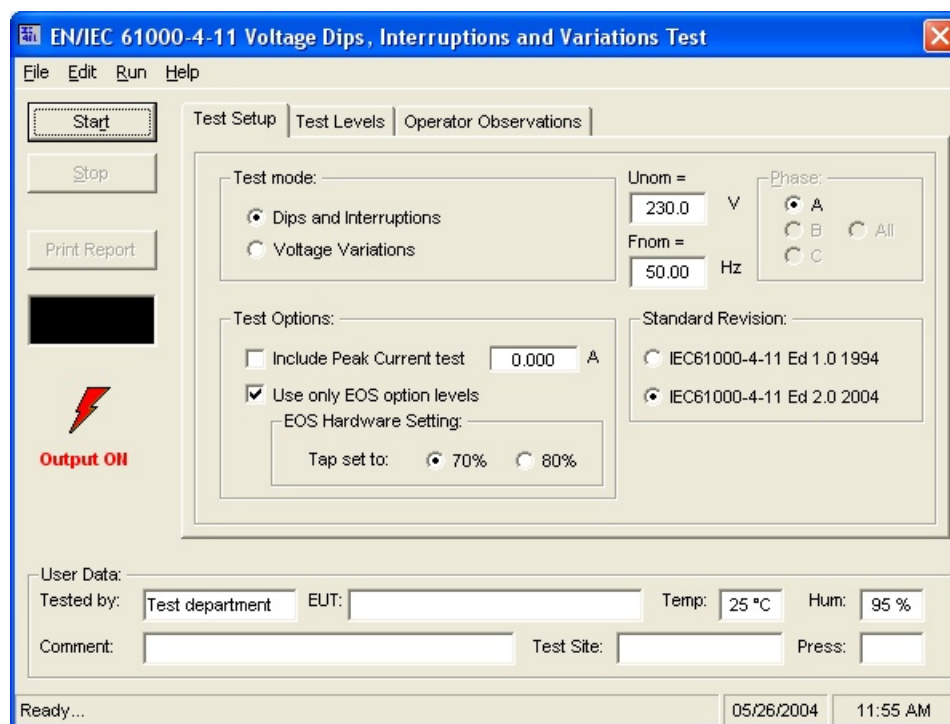 EN/IEC 61000-4-11 Voltage Dips, Interruptions and Variations Test
File Edit Run Help
Start
Stop
Print Report
Output ON
Test Setup Test Levels Operator Observations
Test mode:
Dips and Interruptions
Voltage Variations
Unom =
230.0 V
Fnom =
50.00 Hz
Phase:
A
B All
C
Test Options:
Include Peak Current test 0.000 A
Use only EOS option levels
EOS Hardware Setting:
Tap set to: 70% 80%
Standard Revision:
IEC61000-4-11 Ed 1.0 1994
IEC61000-4-11 Ed 2.0 2004
User Data:
Tested by: Test department EUT: Temp: 25 °C Hum: 95 %
Comment: Test Site: Press:
Ready... 05/26/2004 11:55 AM